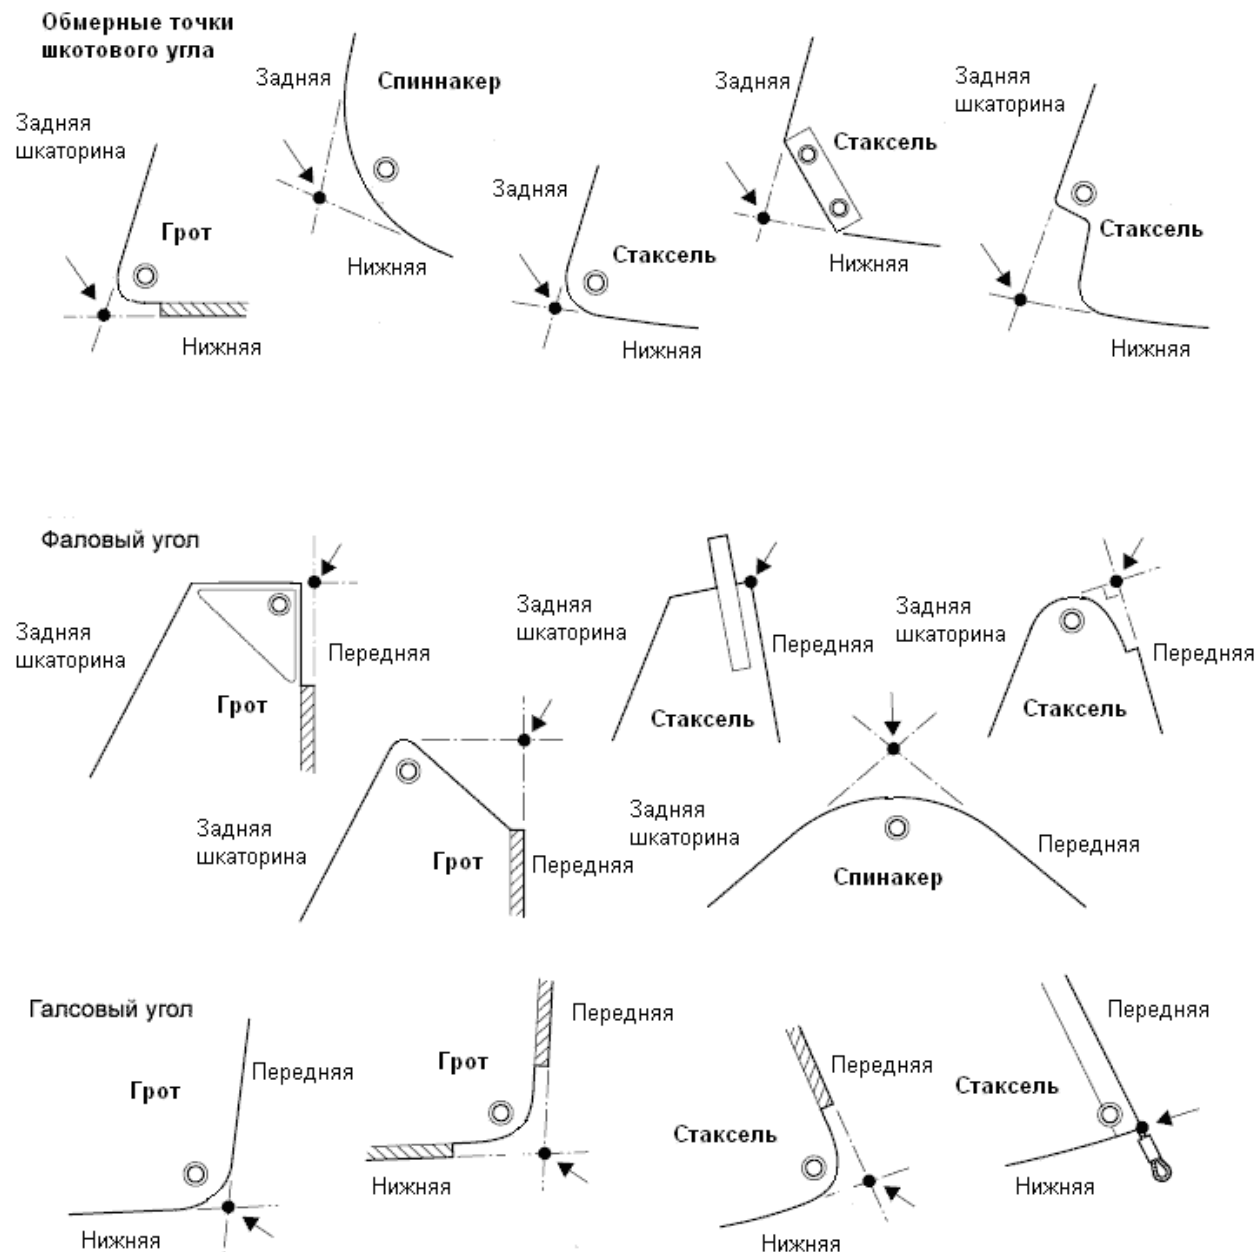 Обмерные точки
шкотового угла
Задняя
Спиннакер
Задняя
шкаторина
Грот
Нижняя
Нижняя
Задняя
Стаксель
Нижняя
Задняя
Стаксель
Нижняя
Задняя
шкаторина
Стаксель
Нижняя
Фаловый угол
Задняя
шкаторина
Передняя
Грот
Задняя
шкаторина
Передняя
Стаксель
Задняя
шкаторина
Передняя
Стаксель
Задняя
шкаторина
Грот
Передняя
Задняя
шкаторина
Передняя
Спинакер
Галсовый угол
Грот
Передняя
Нижняя
Передняя
Грот
Нижняя
Передняя
Стаксель
Нижняя
Передняя
Стаксель
Нижняя